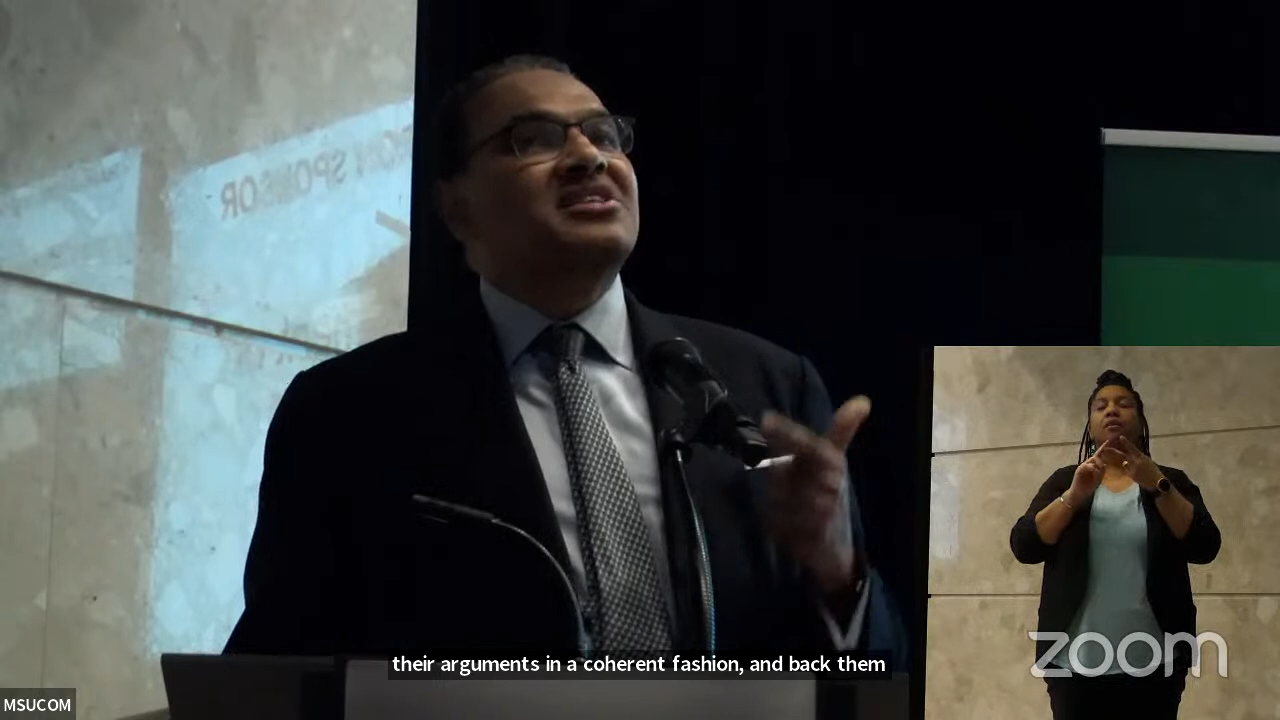 SPONSOR
their arguments in a coherent fashion, and back them
zoom
MSUCOM